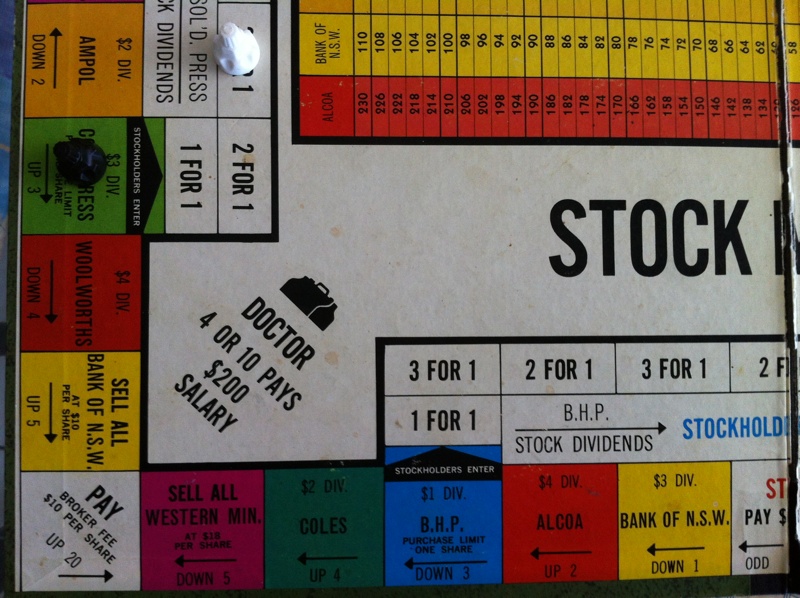 BANK OF
N.S.W.
110 108 106 104 102 100 98 96 94 92 90 88 86 84 82 80 78 76 74 72 70 68 66 64 62 58
ALCOA
230 226 222 218 214 210 206 202 198 194 190 186 182 178 174 170 166 162 158 154 150 146 142 138 134
$2 DIV.
AMPOL
DOWN 2
SOL'D. PRESS
CK DIVIDENDS
1
1 FOR 1
2 FOR 1
STOCKHOLDERS ENTER
$3 DIV.
RESS
LIMIT
SHARE
UP 3
$4 DIV.
WOOLWORTHS
DOWN 4
SELL ALL
BANK OF N.S.W.
AT $10
PER SHARE
UP 5
PAY
BROKER FEE
$10 PER SHARE
UP 20
STOCK
DOCTOR
4 OR 10 PAYS
$200
SALARY
3 FOR 1
2 FOR 1
3 FOR 1
2 F
1 FOR 1
B.H.P.
STOCK DIVIDENDS
STOCKHOLD
STOCKHOLDERS ENTER
SELL ALL
WESTERN MIN.
AT $18
PER SHARE
DOWN 5
$2 DIV.
COLES
UP 4
$1 DIV.
B.H.P.
PURCHASE LIMIT
ONE SHARE
DOWN 3
$4 DIV.
ALCOA
UP 2
$3 DIV.
BANK OF N.S.W.
DOWN 1
ST
PAY $
ODD